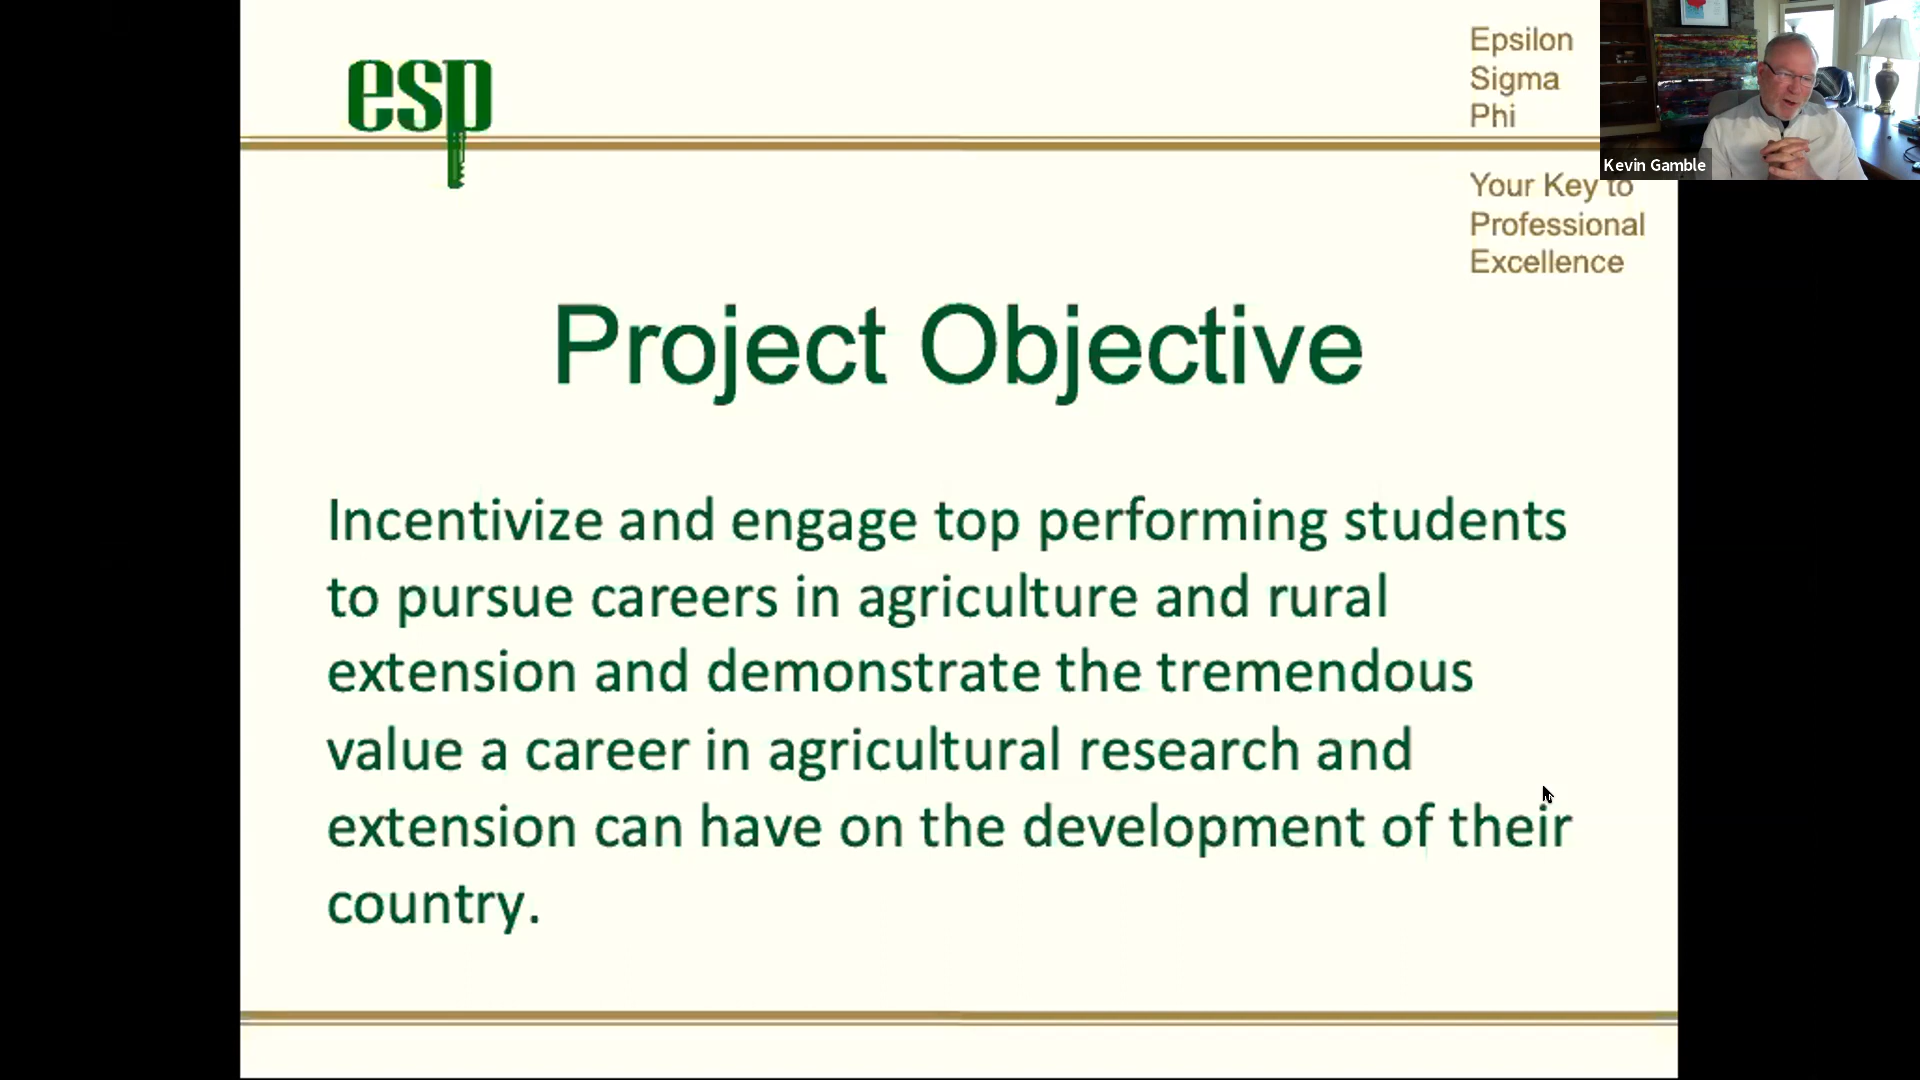 esp
Epsilon
Sigma
Phi
Kevin Gamble
Your Key to
Professional
Excellence
Project Objective
Incentivize and engage top performing students
to pursue careers in agriculture and rural
extension and demonstrate the tremendous
value a career in agricultural research and
extension can have on the development of their
country.